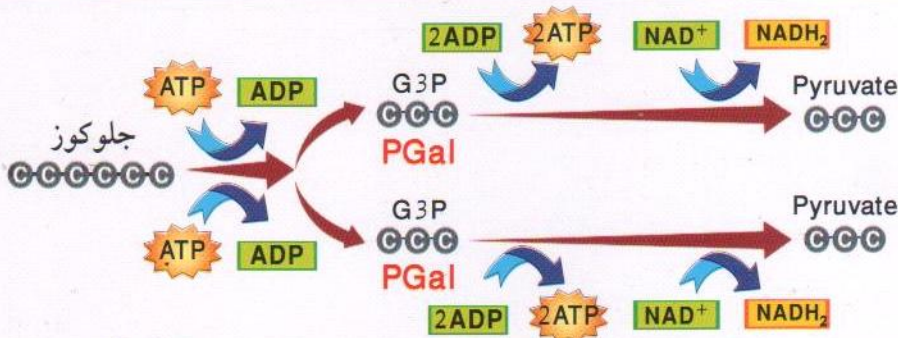 2ADP 2ATP NAD⁺ NADH₂
ATP ADP
G3P
C C C
PGal
Pyruvate
C C C
جلوكوز
C C C C C C
ATP ADP
G3P
C C C
PGal
Pyruvate
C C C
2ADP 2ATP NAD⁺ NADH₂